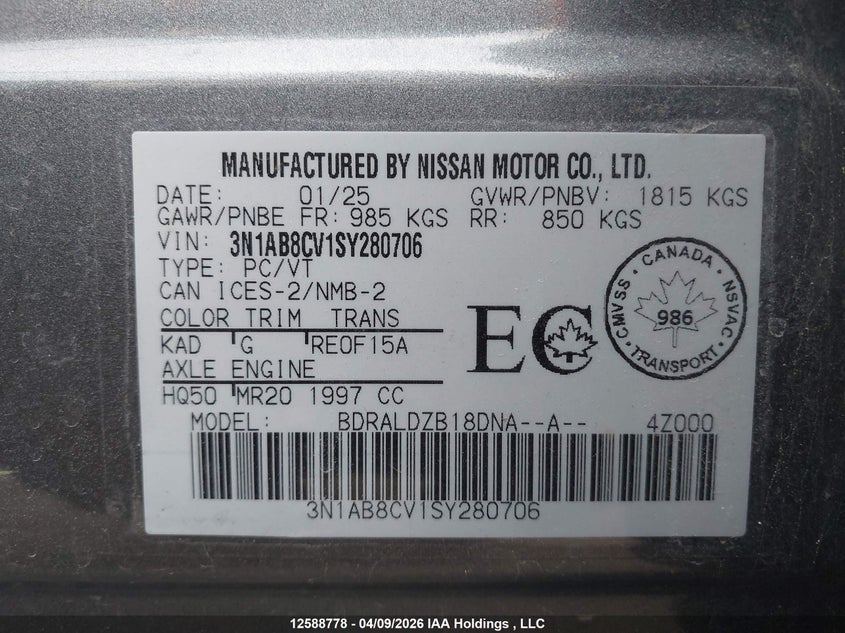 MANUFACTURED BY NISSAN MOTOR CO., LTD.
DATE: 01/25 GVWR/PNBV: 1815 KGS
GAWR/PNBE FR: 985 KGS RR: 850 KGS
VIN: 3N1AB8CV1SY280706
TYPE: PC/VT
CAN ICES-2/NMB-2
COLOR TRIM TRANS
KAD G RE0F15A
AXLE ENGINE
HQ50 MR20 1997 CC
EC
CANADA
CMVSS • NSVAC
986
TRANSPORT
MODEL: BDRALDZB18DNA--A-- 4Z000
3N1AB8CV1SY280706
12588778 - 04/09/2026 IAA Holdings , LLC